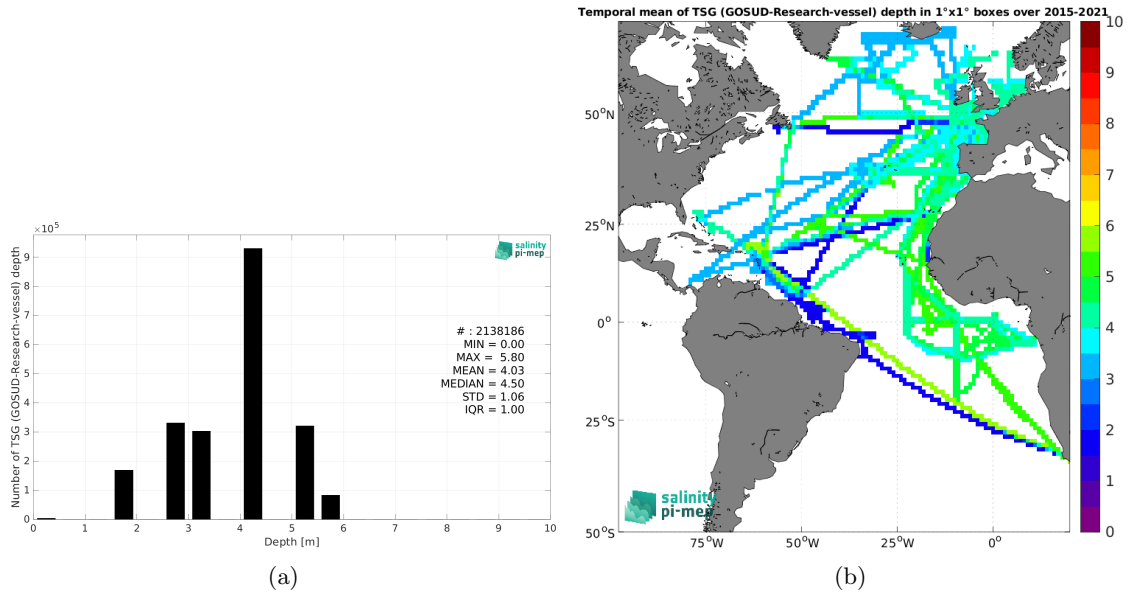 ×10⁵
Number of TSG (GOSUD-Research-vessel) depth
9
8
7
6
5
4
3
2
1
0
salinity
pi-mep
# : 2138186
MIN = 0.00
MAX = 5.80
MEAN = 4.03
MEDIAN = 4.50
STD = 1.06
IQR = 1.00
0 1 2 3 4 5 6 7 8 9 10
Depth [m]
(a)
Temporal mean of TSG (GOSUD-Research-vessel) depth in 1°x1° boxes over 2015-2021
50°N
25°N
0°
25°S
50°S
75°W 50°W 25°W 0°
salinity
pi-mep
10
9
8
7
6
5
4
3
2
1
0
(b)